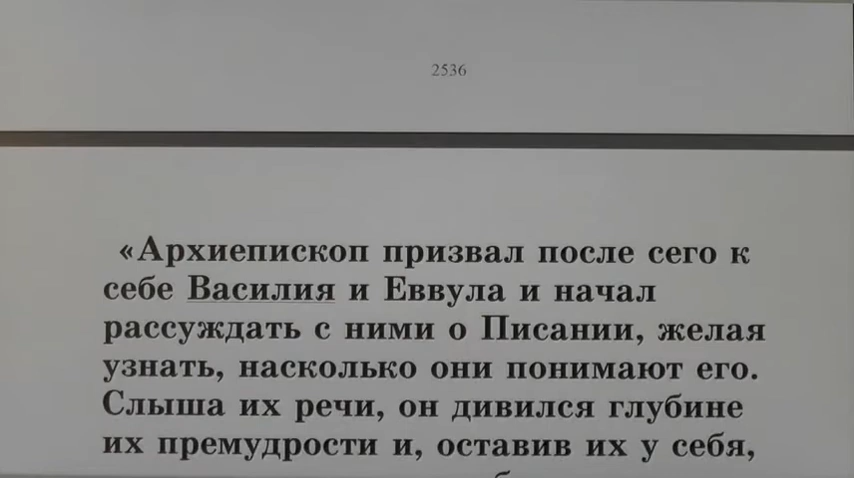 2536
«Архиепископ призвал после сего к
себе Василия и Еввула и начал
рассуждать с ними о Писании, желая
узнать, насколько они понимают его.
Слыша их речи, он дивился глубине
их премудрости и, оставив их у себя,